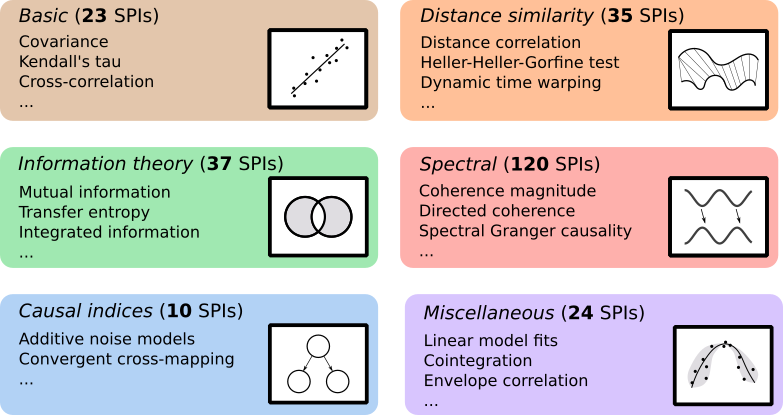 Basic (23 SPIs)
Covariance
Kendall's tau
Cross-correlation
...
Distance similarity (35 SPIs)
Distance correlation
Heller-Heller-Gorfine test
Dynamic time warping
...
Information theory (37 SPIs)
Mutual information
Transfer entropy
Integrated information
...
Spectral (120 SPIs)
Coherence magnitude
Directed coherence
Spectral Granger causality
...
Causal indices (10 SPIs)
Additive noise models
Convergent cross-mapping
...
Miscellaneous (24 SPIs)
Linear model fits
Cointegration
Envelope correlation
...